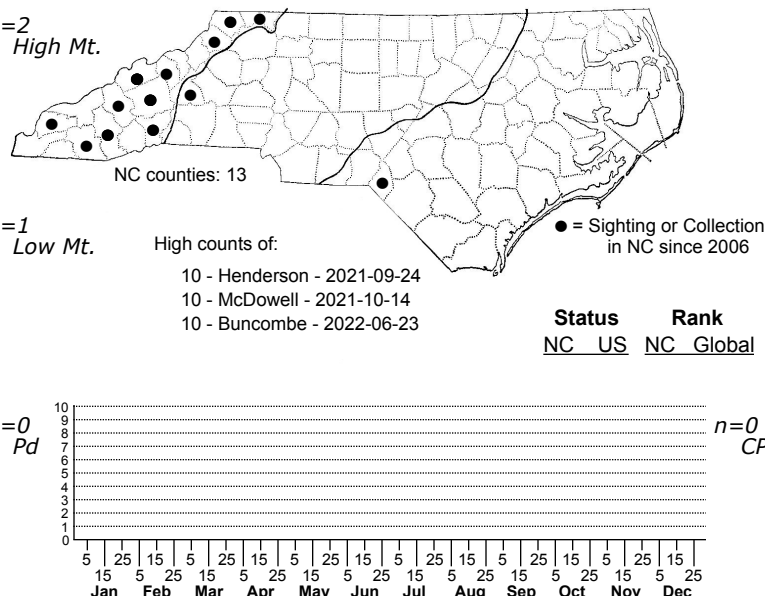 =2
High Mt.
NC counties: 13
=1
Low Mt.
High counts of:
10 - Henderson - 2021-09-24
10 - McDowell - 2021-10-14
10 - Buncombe - 2022-06-23
● = Sighting or Collection
in NC since 2006
Status Rank
NC US NC Global
=0
Pd
n=0
CP
10
9
8
7
6
5
4
3
2
1
0
5 25 15 5 25 15 5 25 15 5 25 15 5 25 15 5 25 15
15 5 25 15 5 25 15 5 25 15 5 25 15 5 25 15 5 25
Jan Feb Mar Apr May Jun Jul Aug Sep Oct Nov Dec